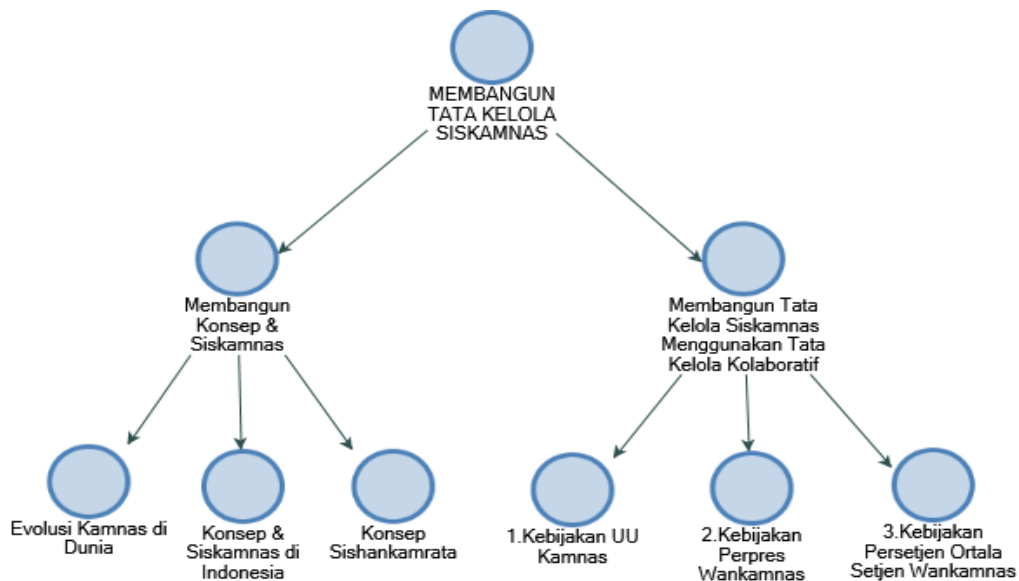 MEMBANGUN
TATA KELOLA
SISKAMNAS
Membangun
Konsep &
Siskamnas
Membangun Tata
Kelola Siskamnas
Menggunakan Tata
Kelola Kolaboratif
Evolusi Kamnas di
Dunia
Konsep &
Siskamnas di
Indonesia
Konsep
Sishankamrata
1.Kebijakan UU
Kamnas
2.Kebijakan
Perpres
Wankamnas
3.Kebijakan
Persetjen Ortala
Setjen Wankamnas